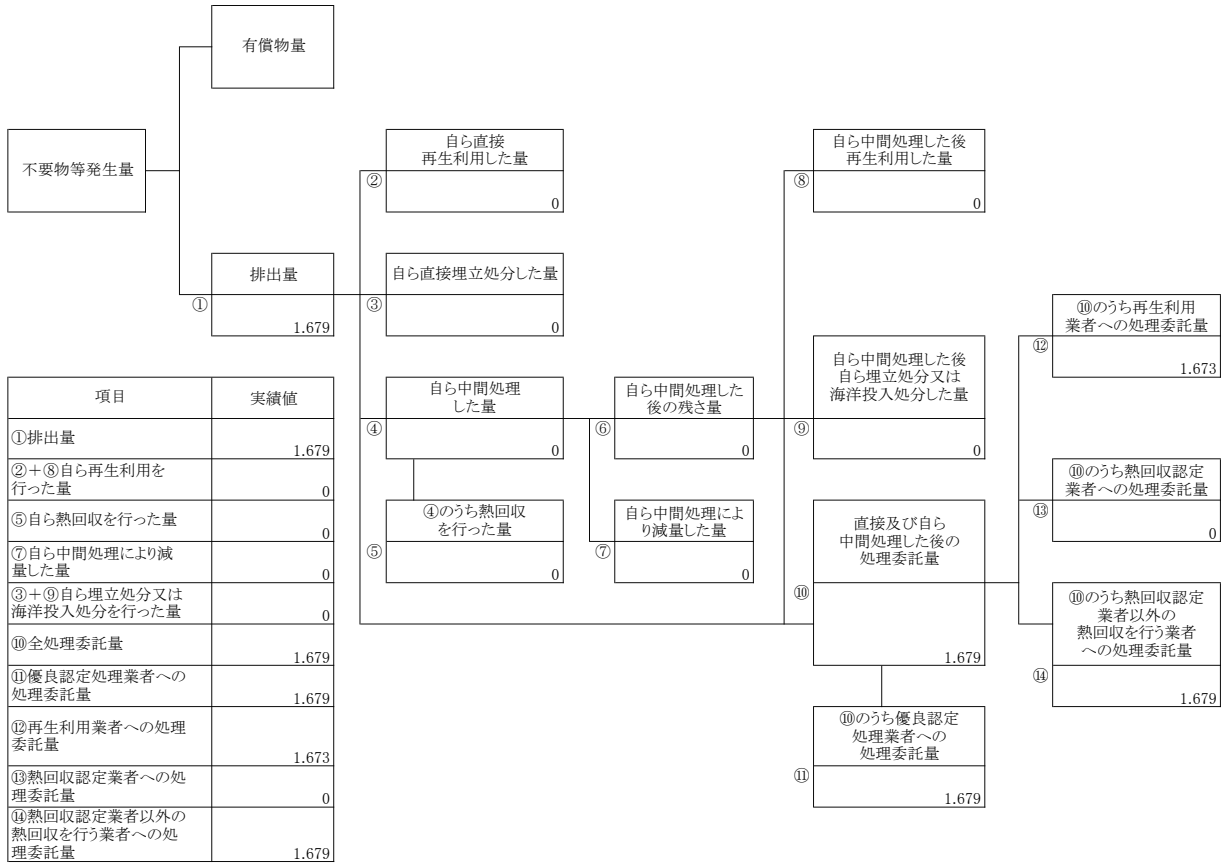 有償物量
不要物等発生量
排出量
①
1.679
自ら直接
再生利用した量
②
0
自ら直接埋立処分した量
③
0
自ら中間処理
した量
④
0
④のうち熱回収
を行った量
⑤
0
自ら中間処理した
後の残さ量
⑥
0
自ら中間処理によ
り減量した量
⑦
0
自ら中間処理した後
再生利用した量
⑧
0
自ら中間処理した後
自ら埋立処分又は
海洋投入処分した量
⑨
0
直接及び自ら
中間処理した後の
処理委託量
⑩
1.679
⑩のうち優良認定
処理業者への
処理委託量
⑪
1.679
⑩のうち再生利用
業者への処理委託量
⑫
1.673
⑩のうち熱回収認定
業者への処理委託量
⑬
0
⑩のうち熱回収認定
業者以外の
熱回収を行う業者
への処理委託量
⑭
1.679
項目 実績値
①排出量
1.679
②+⑧自ら再生利用を
行った量
0
⑤自ら熱回収を行った量
0
⑦自ら中間処理により減
量した量
0
③+⑨自ら埋立処分又は
海洋投入処分を行った量
0
⑩全処理委託量
1.679
⑪優良認定処理業者への
処理委託量
1.679
⑫再生利用業者への処理
委託量
1.673
⑬熱回収認定業者への処
理委託量
0
⑭熱回収認定業者以外の
熱回収を行う業者への処
理委託量
1.679